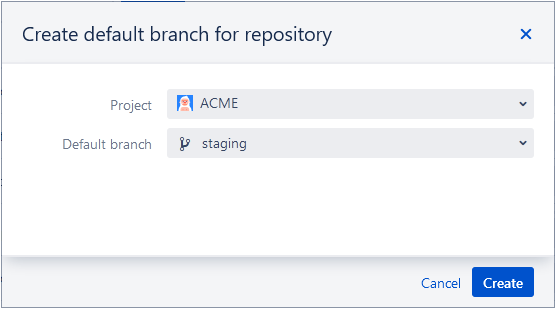 Create default branch for repository
Project ACME
Default branch staging
Cancel Create